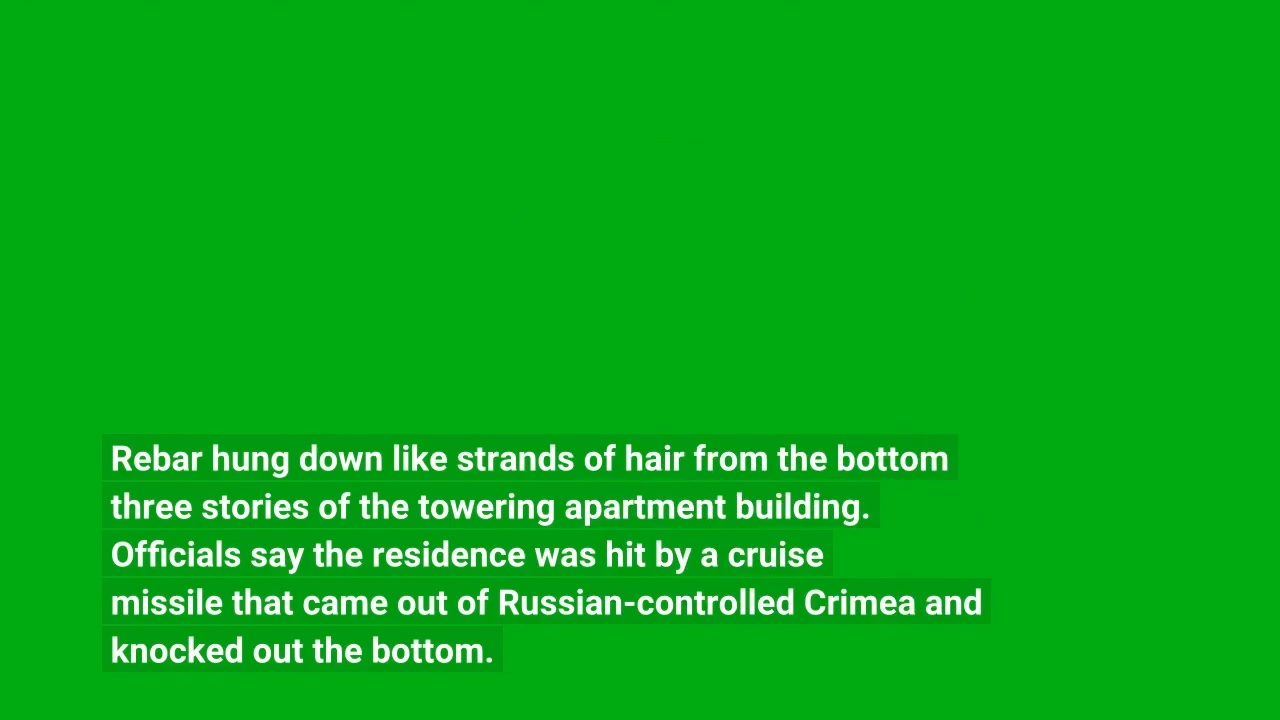 Rebar hung down like strands of hair from the bottom
three stories of the towering apartment building.
Officials say the residence was hit by a cruise
missile that came out of Russian-controlled Crimea and
knocked out the bottom.